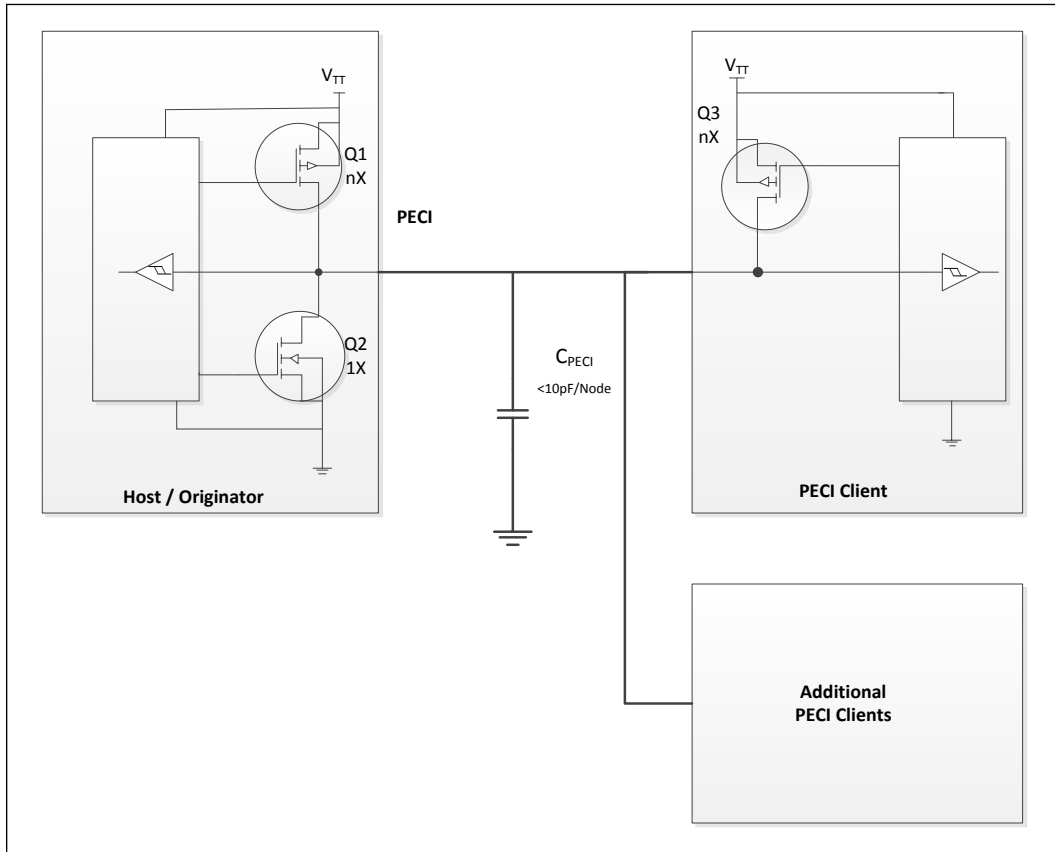 V_TT
Q1
nX
Q2
1X
Host / Originator
PECI
C_PECI
<10pF/Node
V_TT
Q3
nX
PECI Client
Additional
PECI Clients